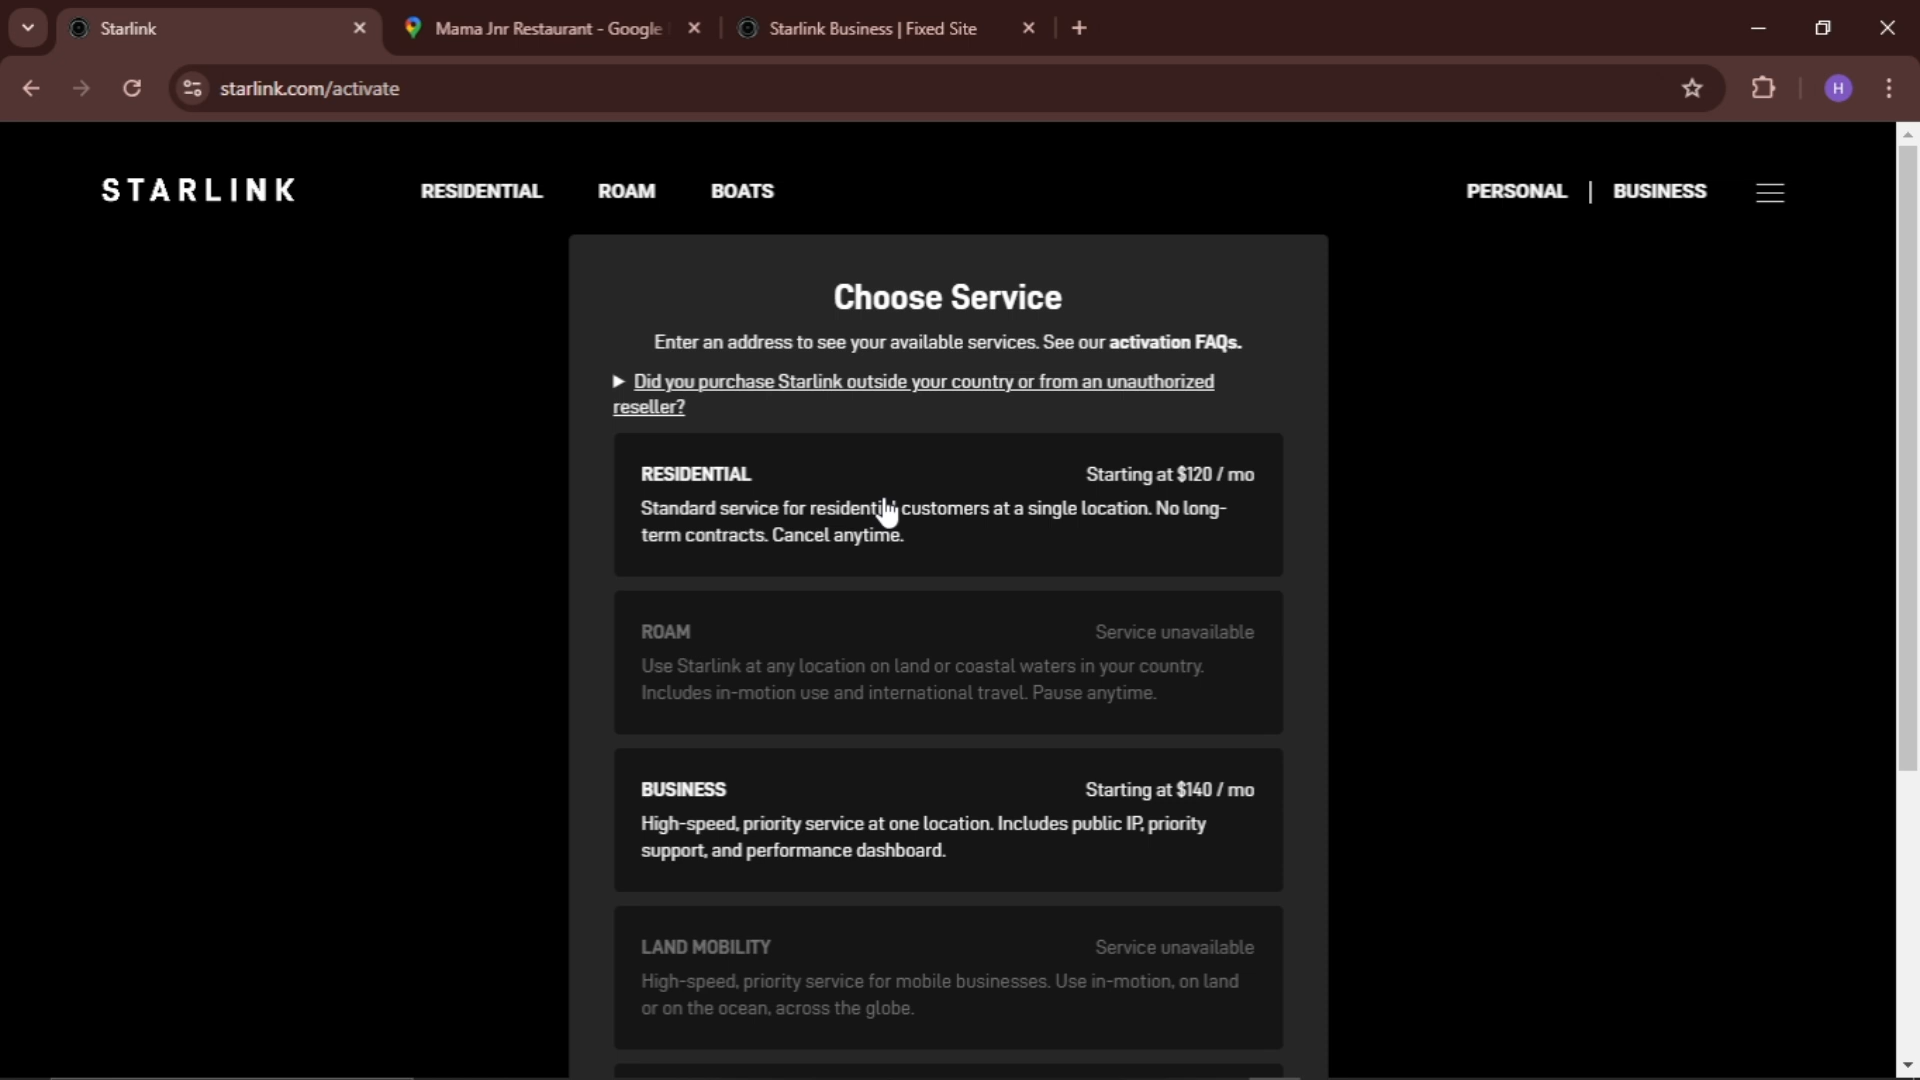 Starlink
Mama Jnr Restaurant - Google
Starlink Business | Fixed Site
starlink.com/activate
H
STARLINK
RESIDENTIAL
ROAM
BOATS
PERSONAL | BUSINESS
Choose Service
Enter an address to see your available services. See our activation FAQs.
Did you purchase Starlink outside your country or from an unauthorized
reseller?
RESIDENTIAL
Starting at $120 / mo
Standard service for residential customers at a single location. No long-
term contracts. Cancel anytime.
ROAM
Service unavailable
Use Starlink at any location on land or coastal waters in your country.
Includes in-motion use and international travel. Pause anytime.
BUSINESS
Starting at $140 / mo
High-speed, priority service at one location. Includes public IP, priority
support, and performance dashboard.
LAND MOBILITY
Service unavailable
High-speed, priority service for mobile businesses. Use in-motion, on land
or on the ocean, across the globe.